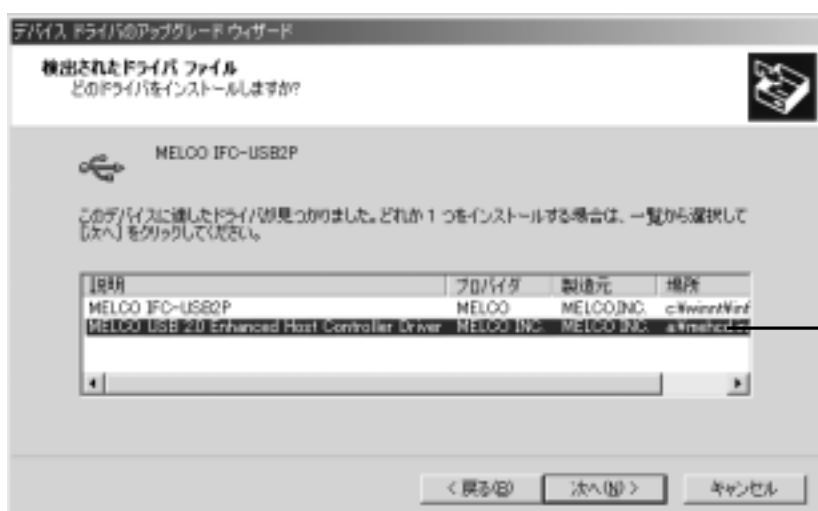 デバイス ドライバのアップグレード ウィザード
検出されたドライバ ファイル
どのドライバをインストールしますか?
MELCO IFC-USB2P
このデバイスに適したドライバが見つかりました。どれか 1 つをインストールする場合は、一覧から選択して
[次へ] をクリックしてください。
説明 プロバイダ 製造元 場所
MELCO IFC-USB2P MELCO MELCO,INC. c:¥winnt¥inf
MELCO USB 2.0 Enhanced Host Controller Driver MELCO INC. MELCO INC.
< 戻る(B) 次へ(N) > キャンセル